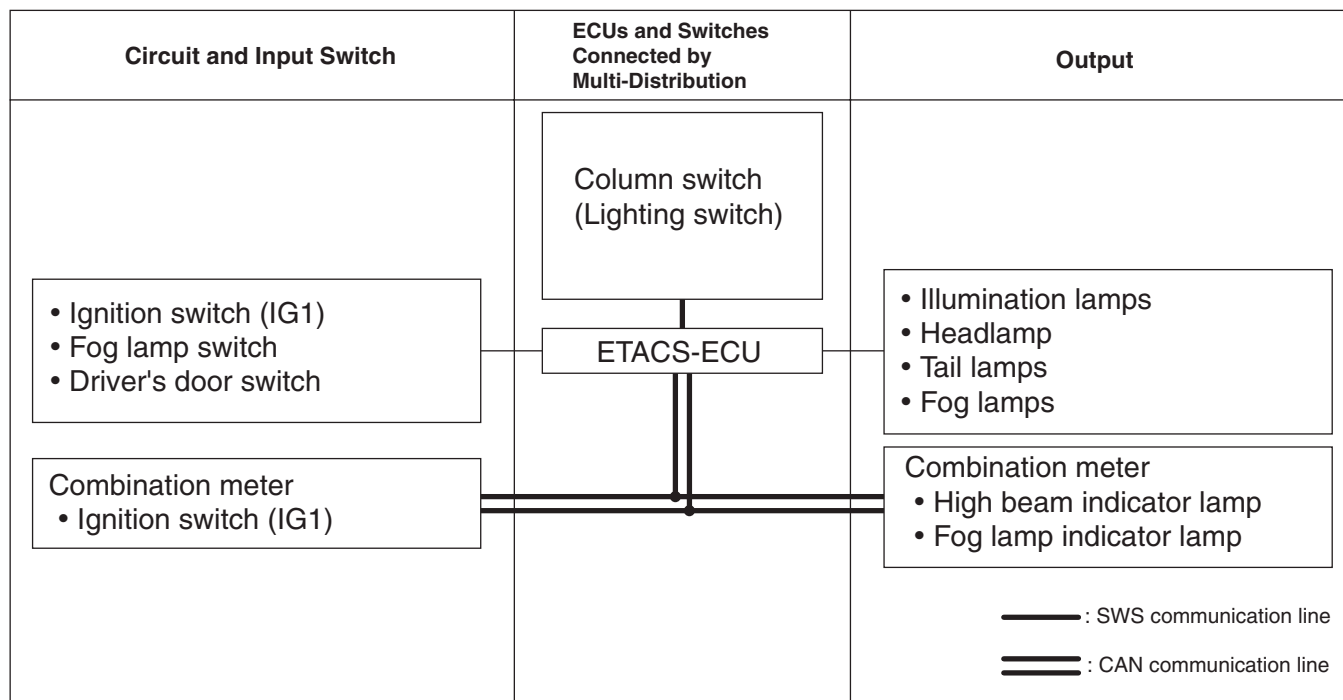 Circuit and Input Switch
ECUs and Switches
Connected by
Multi-Distribution
Output
Column switch
(Lighting switch)
• Ignition switch (IG1)
• Fog lamp switch
• Driver's door switch
ETACS-ECU
• Illumination lamps
• Headlamp
• Tail lamps
• Fog lamps
Combination meter
• Ignition switch (IG1)
Combination meter
• High beam indicator lamp
• Fog lamp indicator lamp
: SWS communication line
: CAN communication line